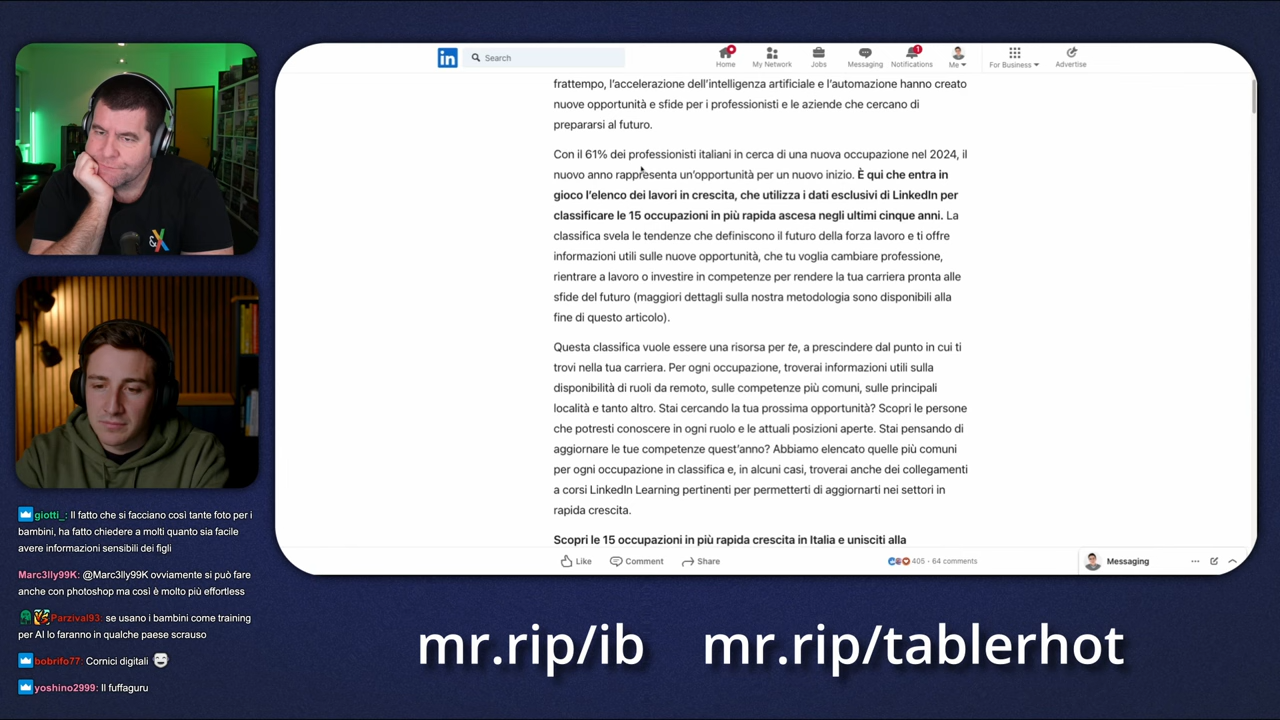 in
Search
Home
My Network
Jobs
Messaging
1
Notifications
Me
For Business
Advertise
frattempo, l'accelerazione dell'intelligenza artificiale e l'automazione hanno creato
nuove opportunità e sfide per i professionisti e le aziende che cercano di
prepararsi al futuro.
Con il 61% dei professionisti italiani in cerca di una nuova occupazione nel 2024, il
nuovo anno rappresenta un'opportunità per un nuovo inizio. È qui che entra in
gioco l'elenco dei lavori in crescita, che utilizza i dati esclusivi di LinkedIn per
classificare le 15 occupazioni in più rapida ascesa negli ultimi cinque anni. La
classifica svela le tendenze che definiscono il futuro della forza lavoro e ti offre
informazioni utili sulle nuove opportunità, che tu voglia cambiare professione,
rientrare a lavoro o investire in competenze per rendere la tua carriera pronta alle
sfide del futuro (maggiori dettagli sulla nostra metodologia sono disponibili alla
fine di questo articolo).
Questa classifica vuole essere una risorsa per te, a prescindere dal punto in cui ti
trovi nella tua carriera. Per ogni occupazione, troverai informazioni utili sulla
disponibilità di ruoli da remoto, sulle competenze più comuni, sulle principali
località e tanto altro. Stai cercando la tua prossima opportunità? Scopri le persone
che potresti conoscere in ogni ruolo e le attuali posizioni aperte. Stai pensando di
aggiornare le tue competenze quest'anno? Abbiamo elencato quelle più comuni
per ogni occupazione in classifica e, in alcuni casi, troverai anche dei collegamenti
a corsi LinkedIn Learning pertinenti per permetterti di aggiornarti nei settori in
rapida crescita.
Scopri le 15 occupazioni in più rapida crescita in Italia e unisciti alla
Like
Comment
Share
405 · 64 comments
Messaging
giotti_: Il fatto che si facciano così tante foto per i
bambini, ha fatto chiedere a molti quanto sia facile
avere informazioni sensibili dei figli
Marc3lly99K: @Marc3lly99K ovviamente si può fare
anche con photoshop ma così è molto più effortless
Parzival93: se usano i bambini come training
per AI lo faranno in qualche paese scrauso
bobrifo77: Cornici digitali
yoshino2999: Il fuffaguru
mr.rip/ib
mr.rip/tablerhot